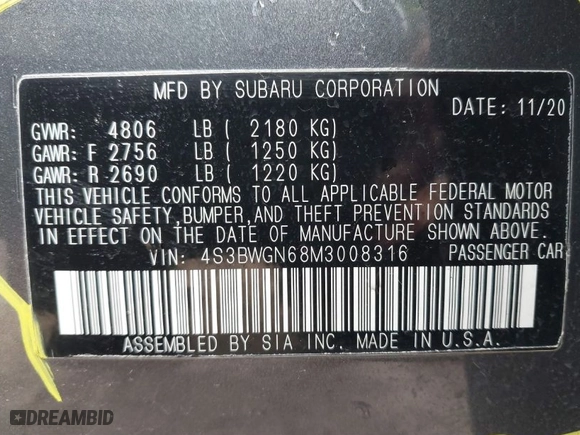 MFD BY SUBARU CORPORATION
DATE: 11/20
GVWR: 4806 LB ( 2180 KG)
GAWR: F 2756 LB ( 1250 KG)
GAWR: R 2690 LB ( 1220 KG)
THIS VEHICLE CONFORMS TO ALL APPLICABLE FEDERAL MOTOR
VEHICLE SAFETY,BUMPER,AND THEFT PREVENTION STANDARDS
IN EFFECT ON THE DATE OF MANUFACTURE SHOWN ABOVE.
VIN: 4S3BWGN68M3008316 PASSENGER CAR
ASSEMBLED BY SIA INC. MADE IN U.S.A.
DREAMBID